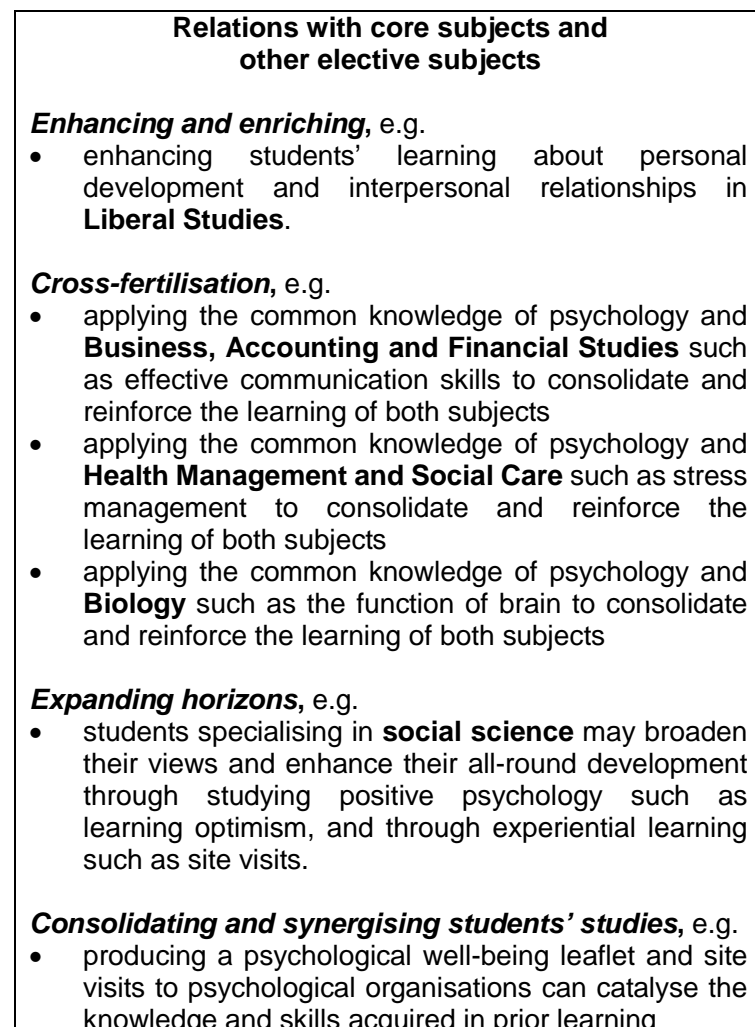 Relations with core subjects and
other elective subjects
Enhancing and enriching, e.g.
• enhancing students’ learning about personal
development and interpersonal relationships in
Liberal Studies.
Cross-fertilisation, e.g.
• applying the common knowledge of psychology and
Business, Accounting and Financial Studies such
as effective communication skills to consolidate and
reinforce the learning of both subjects
• applying the common knowledge of psychology and
Health Management and Social Care such as stress
management to consolidate and reinforce the
learning of both subjects
• applying the common knowledge of psychology and
Biology such as the function of brain to consolidate
and reinforce the learning of both subjects
Expanding horizons, e.g.
• students specialising in social science may broaden
their views and enhance their all-round development
through studying positive psychology such as
learning optimism, and through experiential learning
such as site visits.
Consolidating and synergising students’ studies, e.g.
• producing a psychological well-being leaflet and site
visits to psychological organisations can catalyse the
knowledge and skills acquired in prior learning